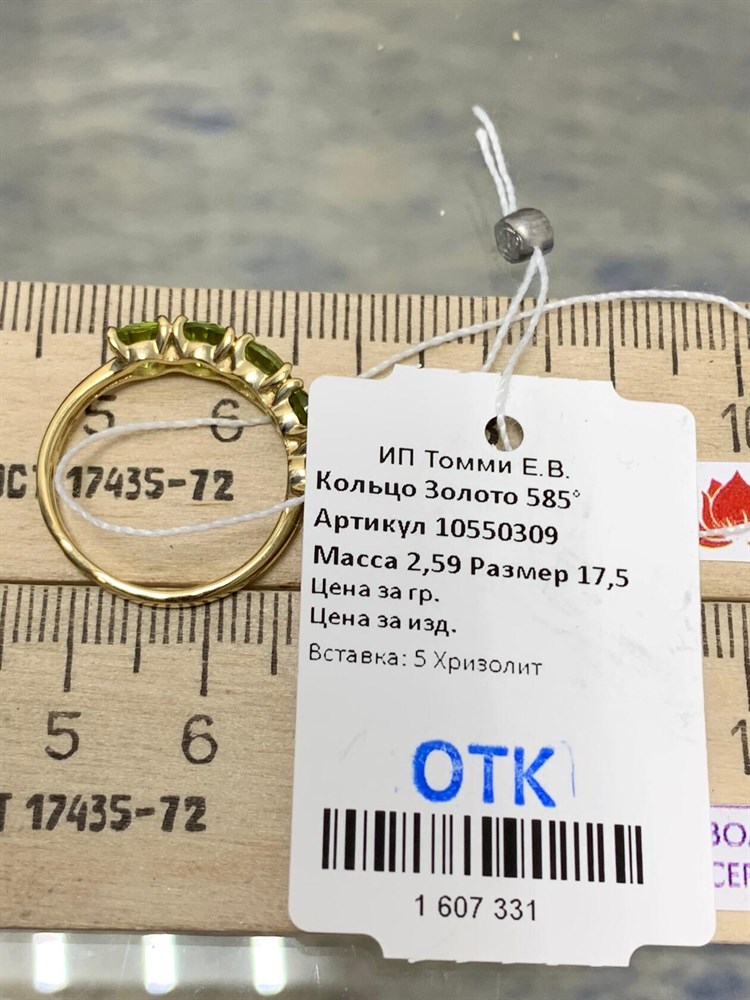 5 6 10
17435-72
ИП Томми Е.В.
Кольцо Золото 585°
Артикул 10550309
Масса 2,59 Размер 17,5
Цена за гр.
Цена за изд.
Вставка: 5 Хризолит
ОТК
1 607 331
5 6
17435-72